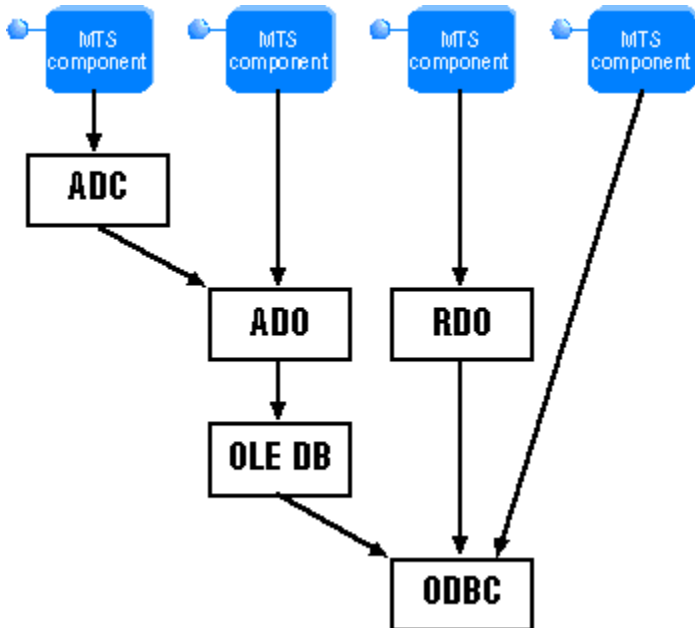 MTS
component
MTS
component
MTS
component
MTS
component
ADC
ADO
RDO
OLE DB
ODBC